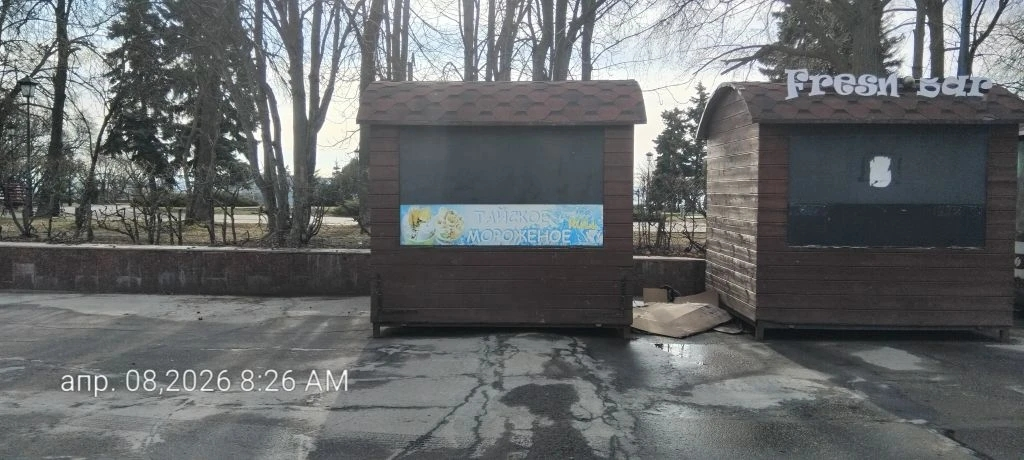 Fresh bar
ТАЙСКОЕ
МОРОЖЕНОЕ
апр. 08,2026 8:26 AM